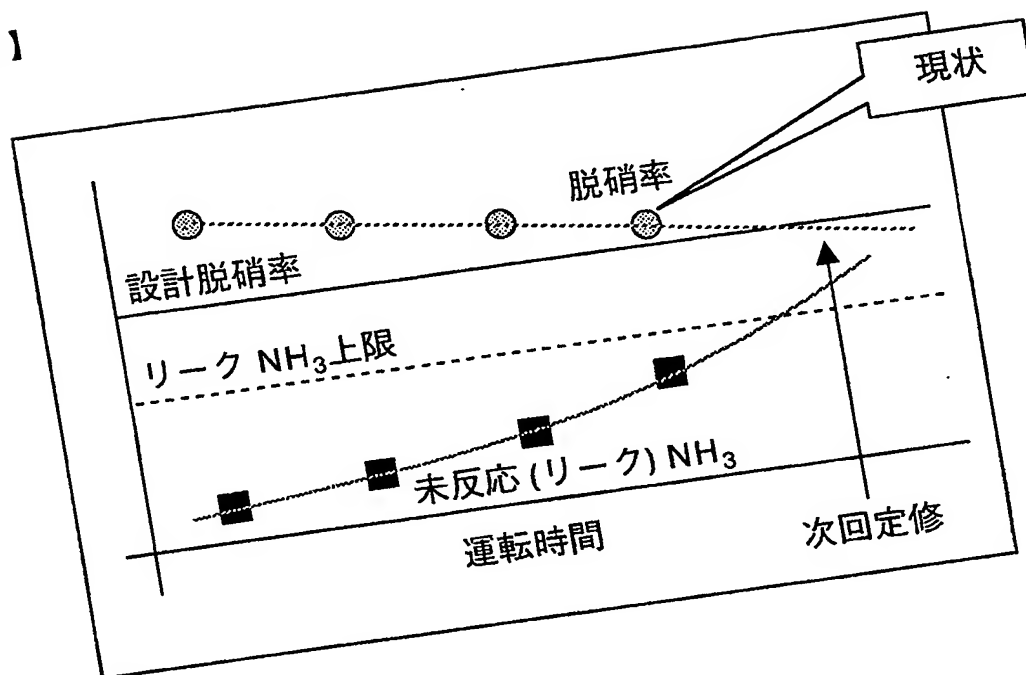 】
現状
脱硝率
設計脱硝率
リーク NH₃上限
未反応 (リーク) NH₃
運転時間
次回定修